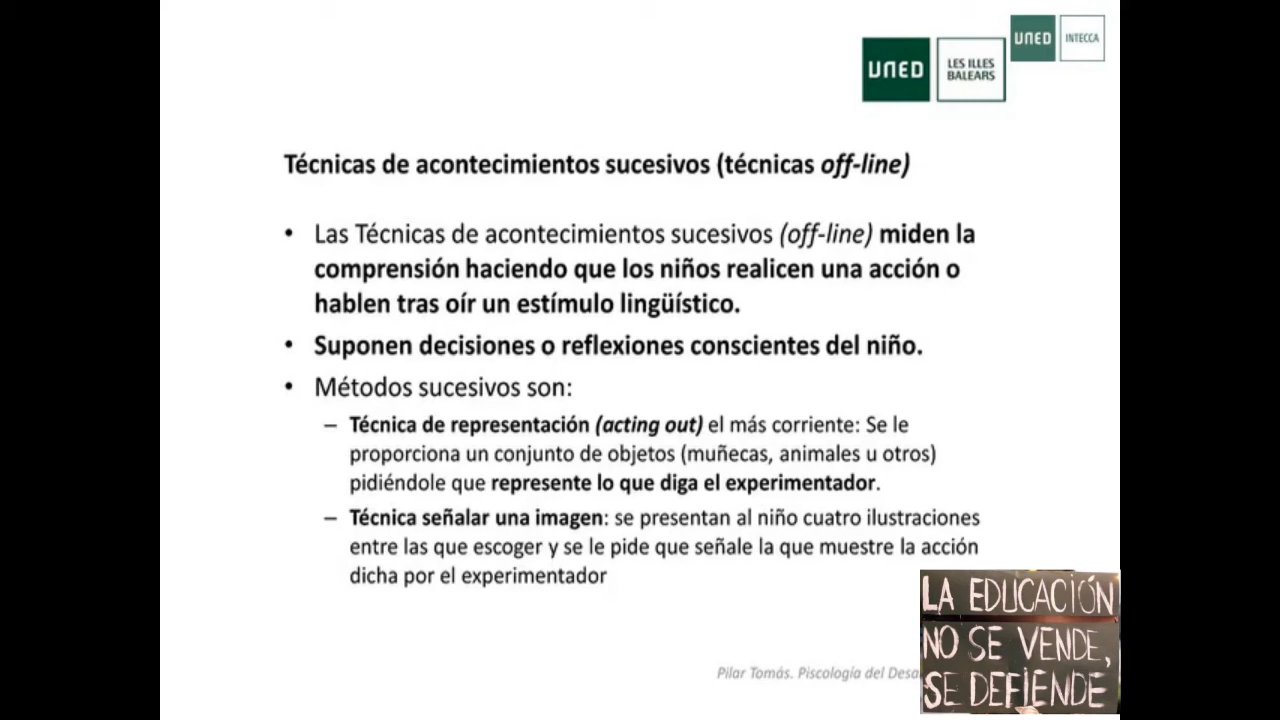 UNED
INTECCA
UNED
LES ILLES
BALEARS
Técnicas de acontecimientos sucesivos (técnicas off-line)
• Las Técnicas de acontecimientos sucesivos (off-line) miden la
comprensión haciendo que los niños realicen una acción o
hablen tras oír un estímulo lingüístico.
• Suponen decisiones o reflexiones conscientes del niño.
• Métodos sucesivos son:
– Técnica de representación (acting out) el más corriente: Se le
proporciona un conjunto de objetos (muñecas, animales u otros)
pidiéndole que represente lo que diga el experimentador.
– Técnica señalar una imagen: se presentan al niño cuatro ilustraciones
entre las que escoger y se le pide que señale la que muestre la acción
dicha por el experimentador
LA EDUCACIÓN
NO SE VENDE,
SE DEFIENDE
Pilar Tomás. Piscología del